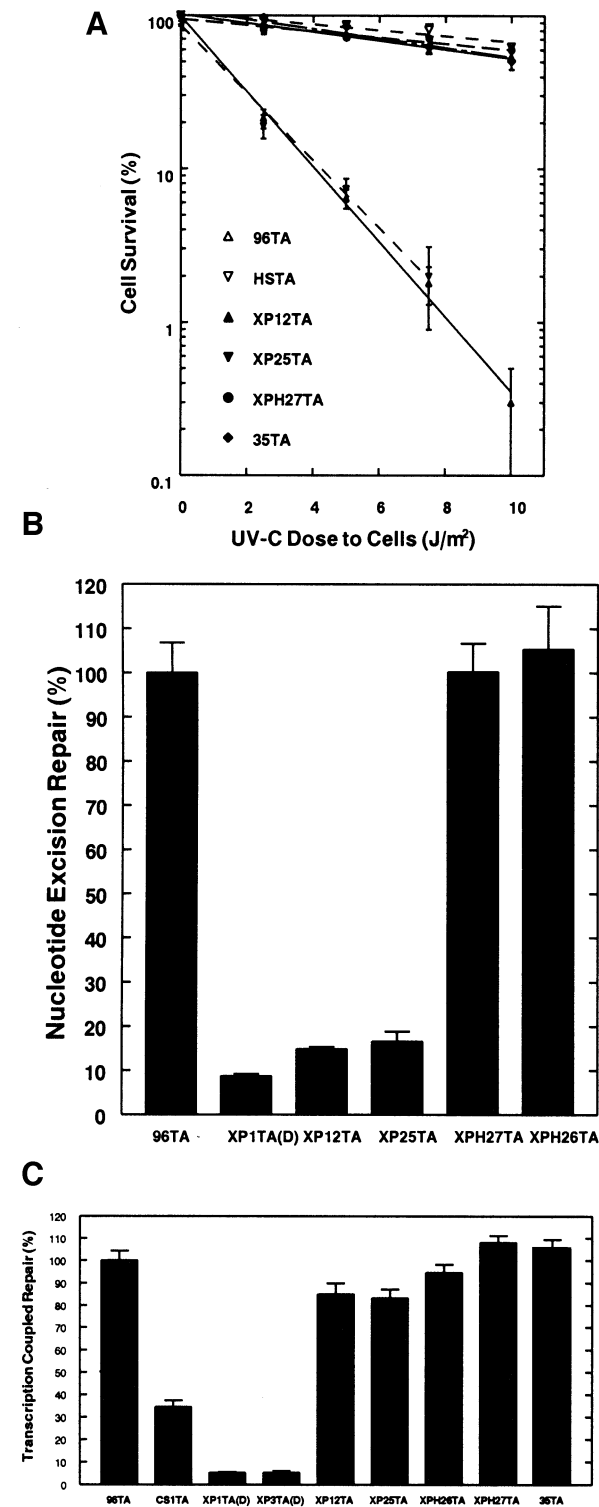 A
100
10
1
0.1
Cell Survival (%)
96TA
HSTA
XP12TA
XP25TA
XPH27TA
35TA
0 2 4 6 8 10
UV-C Dose to Cells (J/m²)
B
120
110
100
90
80
70
60
50
40
30
20
10
0
Nucleotide Excision Repair (%)
96TA XP1TA(D) XP12TA XP25TA XPH27TA XPH26TA
C
120
110
100
90
80
70
60
50
40
30
20
10
0
Transcription Coupled Repair (%)
96TA CS1TA XP1TA(D) XP3TA(D) XP12TA XP25TA XPH26TA XPH27TA 35TA